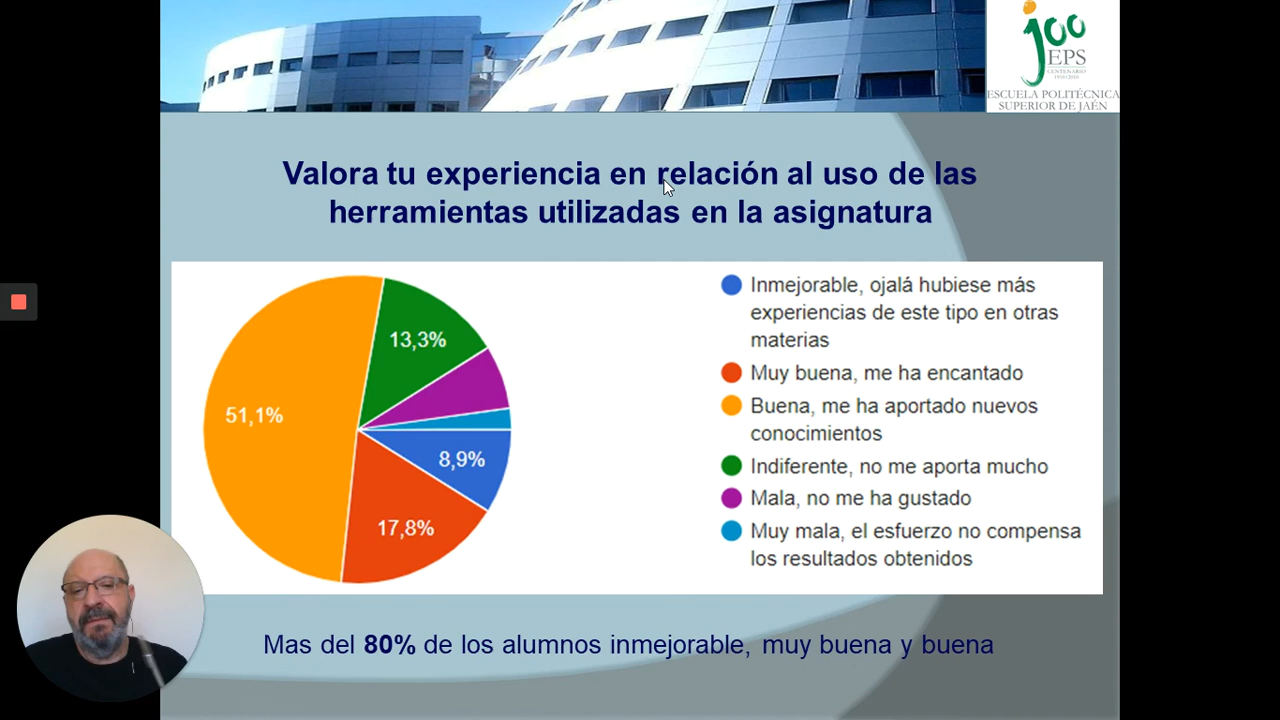 j100
EPS
CENTENARIO
ESCUELA POLITÉCNICA
SUPERIOR DE JAÉN
Valora tu experiencia en relación al uso de las
herramientas utilizadas en la asignatura
13,3%
51,1%
8,9%
17,8%
Inmejorable, ojalá hubiese más
experiencias de este tipo en otras
materias
Muy buena, me ha encantado
Buena, me ha aportado nuevos
conocimientos
Indiferente, no me aporta mucho
Mala, no me ha gustado
Muy mala, el esfuerzo no compensa
los resultados obtenidos
Mas del 80% de los alumnos inmejorable, muy buena y buena